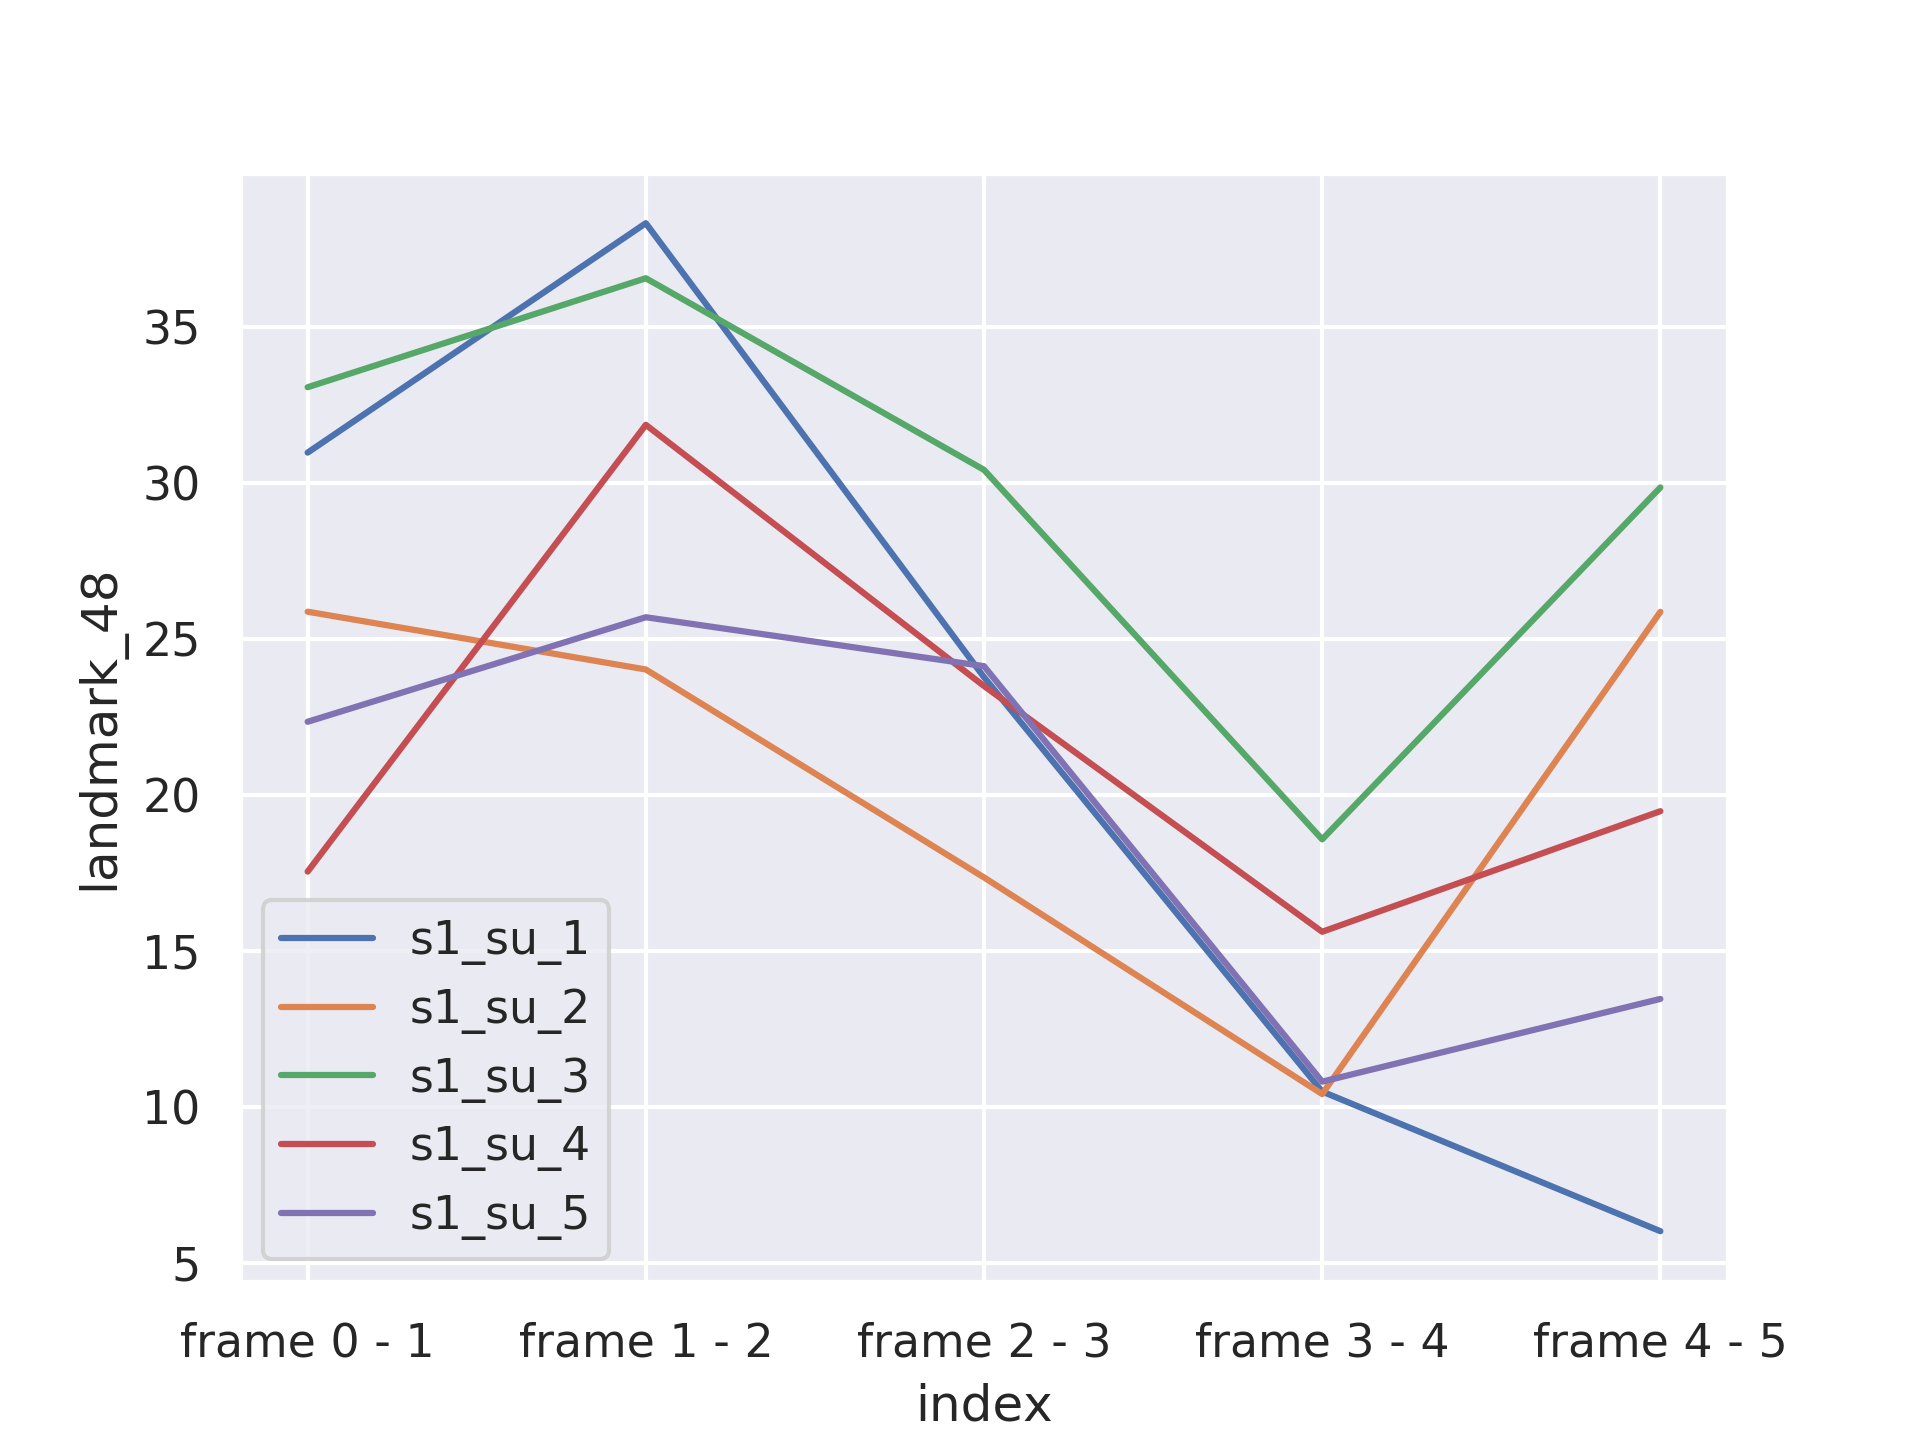 landmark_48
35
30
25
20
15
10
5
s1_su_1
s1_su_2
s1_su_3
s1_su_4
s1_su_5
frame 0 - 1 frame 1 - 2 frame 2 - 3 frame 3 - 4 frame 4 - 5
index